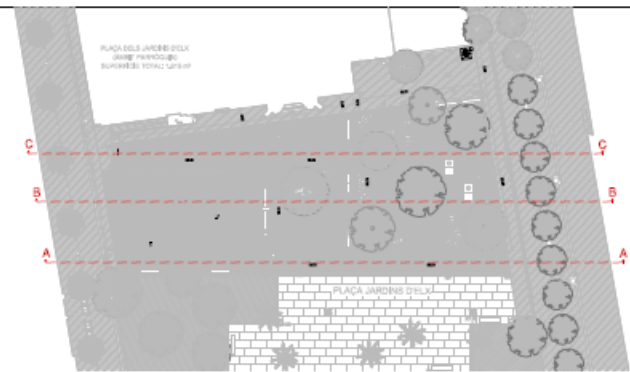 PLAÇA DELS JARDINS D'ELX
SUPERFÍCIE TOTAL:
C C
B B
A A
PLAÇA JARDINS D'ELX